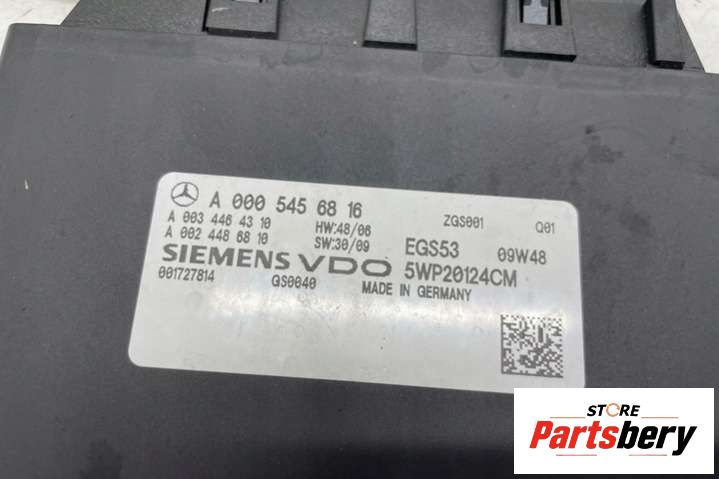 A 000 545 68 16
ZGS001
Q01
A 003 446 43 10
HW:48/06
A 002 448 68 10
SW:30/09
EGS53
09W48
SIEMENS VDO
5WP20124CM
001727814
GS0040
MADE IN GERMANY
STORE
Partsbery